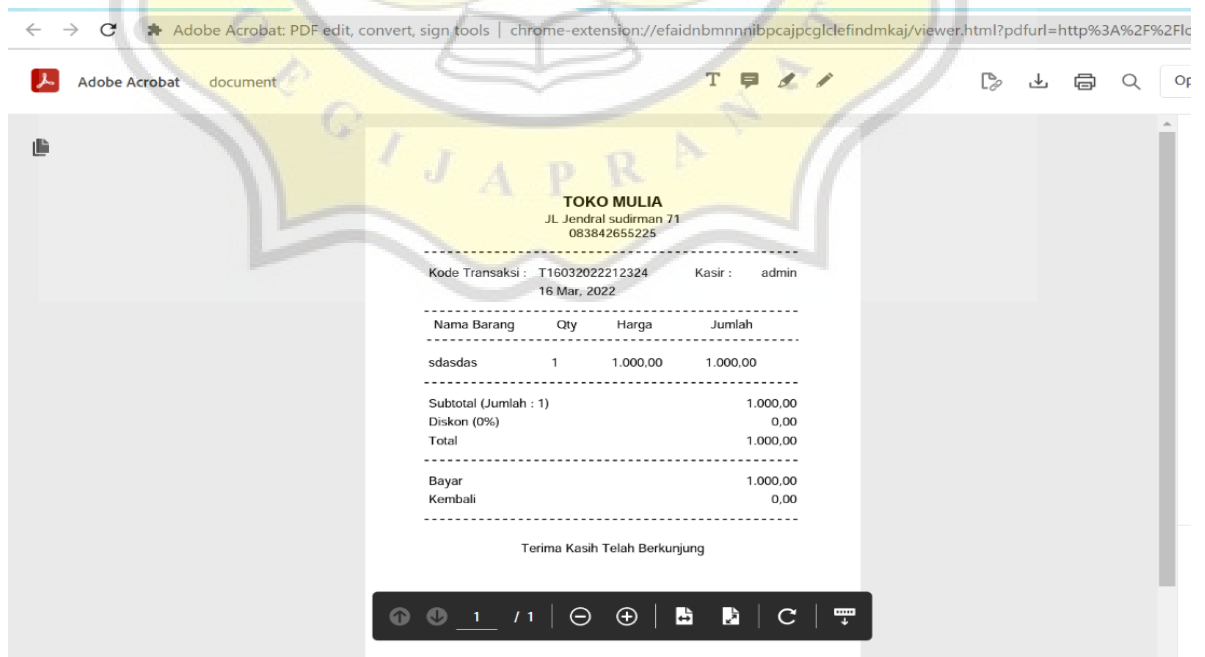 Adobe Acrobat: PDF edit, convert, sign tools | chrome-extension://efaidnbmnnnibpcajpcglclefindmkaj/viewer.html?pdfurl=http%3A%2F%2Flo
Adobe Acrobat document T Op
E G I J A P R A N A T
TOKO MULIA
JL Jendral sudirman 71
083842655225
Kode Transaksi : T16032022212324 Kasir : admin
16 Mar, 2022
Nama Barang Qty Harga Jumlah
sdasdas 1 1.000,00 1.000,00
Subtotal (Jumlah : 1) 1.000,00
Diskon (0%) 0,00
Total 1.000,00
Bayar 1.000,00
Kembali 0,00
Terima Kasih Telah Berkunjung
1 / 1